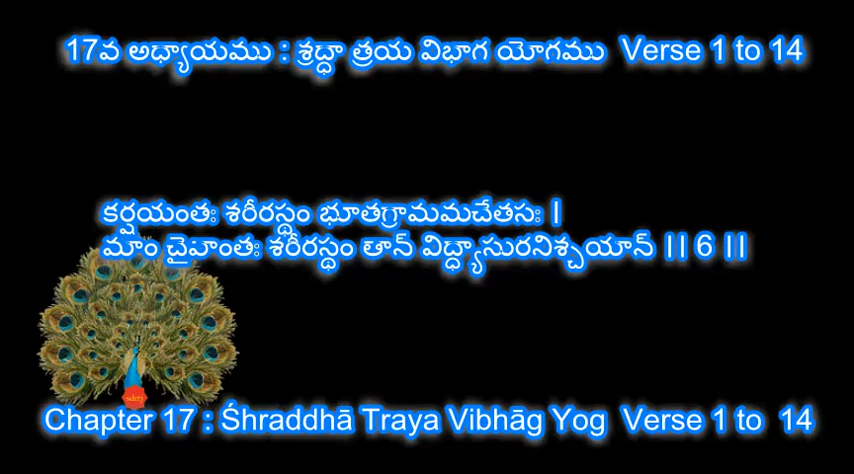 17వ అధ్యాయము : శ్రద్ధా త్రయ విభాగ యోగము Verse 1 to 14
కర్షయంతః శరీరస్థం భూతగ్రామమచేతసః |
మాం చైవాంతః శరీరస్థం తాన్ విద్ధ్యాసురనిశ్చయాన్ || 6 ||
Chapter 17 : Śhraddhā Traya Vibhāg Yog Verse 1 to 14